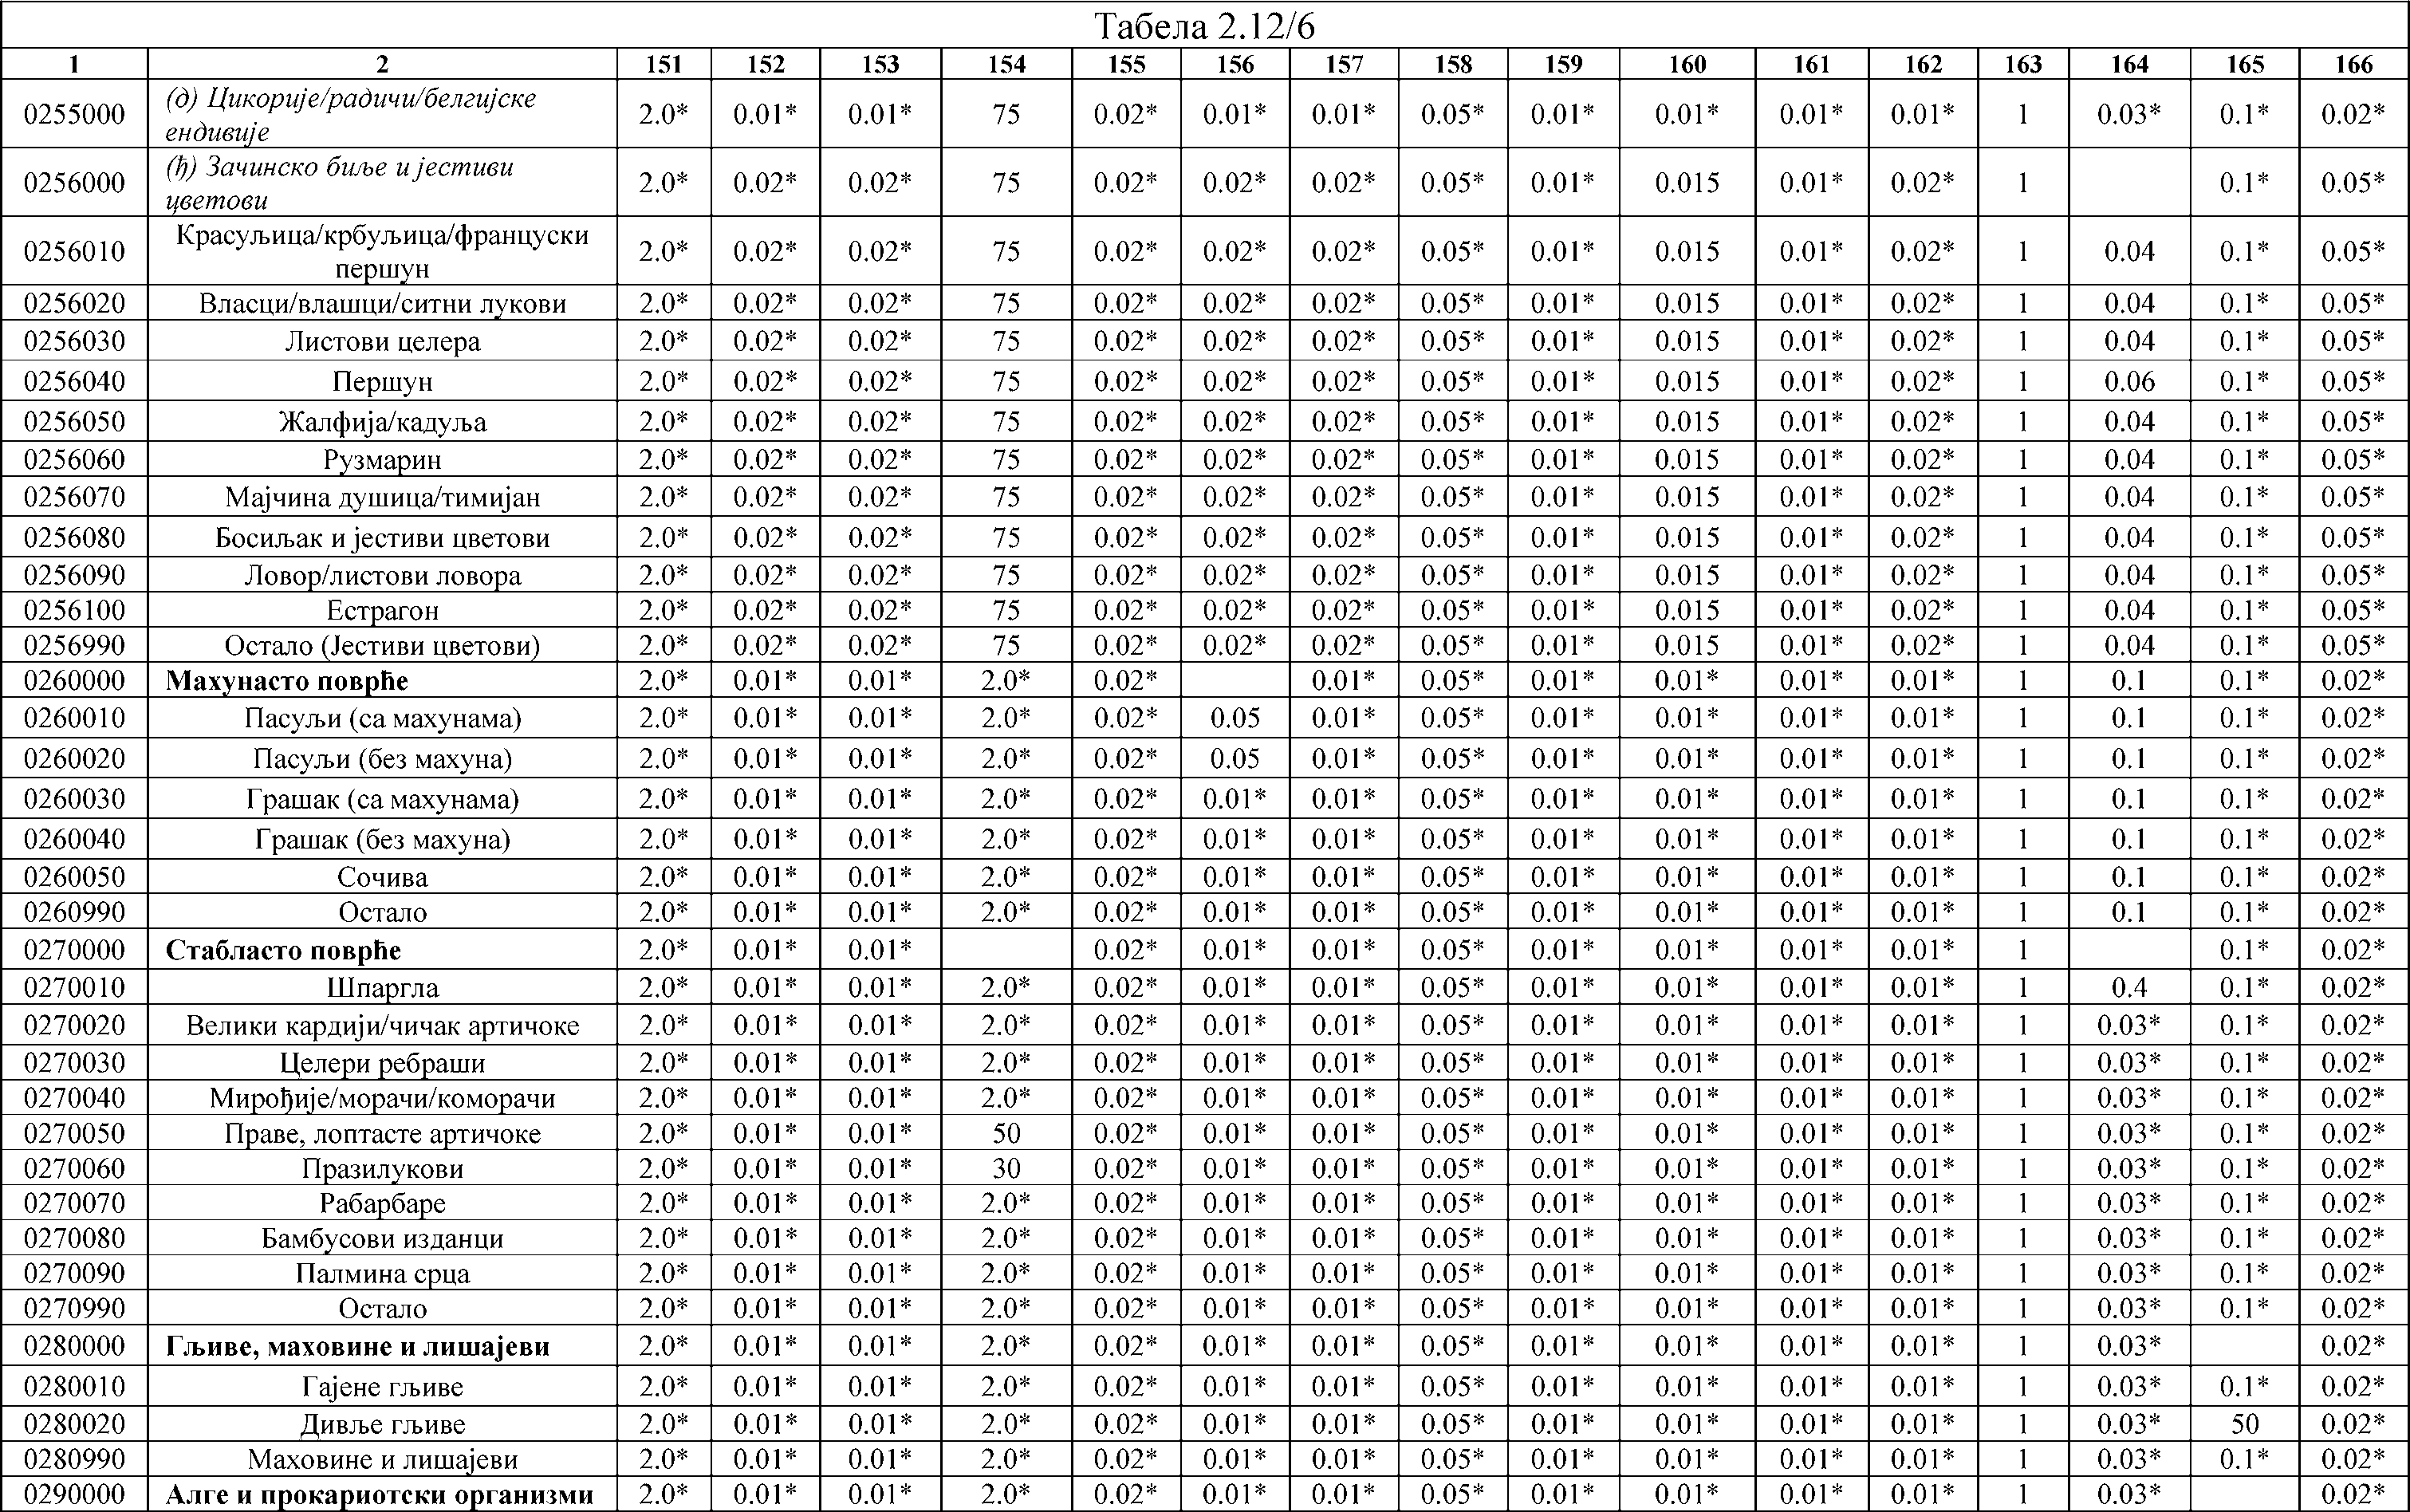 Табела 2.12/6
1 2 151 152 153 154 155 156 157 158 159 160 161 162 163 164 165 166
0255000 (д) Цикорије/радичи/белгијске ендивије 2.0* 0.01* 0.01* 75 0.02* 0.01* 0.01* 0.05* 0.01* 0.01* 0.01* 0.01* 1 0.03* 0.1* 0.02*
0256000 (ђ) Зачинско биље и јестиви цветови 2.0* 0.02* 0.02* 75 0.02* 0.02* 0.02* 0.05* 0.01* 0.015 0.01* 0.02* 1 0.1* 0.05*
0256010 Красуљица/крбуљица/француски першун 2.0* 0.02* 0.02* 75 0.02* 0.02* 0.02* 0.05* 0.01* 0.015 0.01* 0.02* 1 0.04 0.1* 0.05*
0256020 Власци/влашци/ситни лукови 2.0* 0.02* 0.02* 75 0.02* 0.02* 0.02* 0.05* 0.01* 0.015 0.01* 0.02* 1 0.04 0.1* 0.05*
0256030 Листови целера 2.0* 0.02* 0.02* 75 0.02* 0.02* 0.02* 0.05* 0.01* 0.015 0.01* 0.02* 1 0.04 0.1* 0.05*
0256040 Першун 2.0* 0.02* 0.02* 75 0.02* 0.02* 0.02* 0.05* 0.01* 0.015 0.01* 0.02* 1 0.06 0.1* 0.05*
0256050 Жалфија/кадуља 2.0* 0.02* 0.02* 75 0.02* 0.02* 0.02* 0.05* 0.01* 0.015 0.01* 0.02* 1 0.04 0.1* 0.05*
0256060 Рузмарин 2.0* 0.02* 0.02* 75 0.02* 0.02* 0.02* 0.05* 0.01* 0.015 0.01* 0.02* 1 0.04 0.1* 0.05*
0256070 Мајчина душица/тимијан 2.0* 0.02* 0.02* 75 0.02* 0.02* 0.02* 0.05* 0.01* 0.015 0.01* 0.02* 1 0.04 0.1* 0.05*
0256080 Босиљак и јестиви цветови 2.0* 0.02* 0.02* 75 0.02* 0.02* 0.02* 0.05* 0.01* 0.015 0.01* 0.02* 1 0.04 0.1* 0.05*
0256090 Ловор/листови ловора 2.0* 0.02* 0.02* 75 0.02* 0.02* 0.02* 0.05* 0.01* 0.015 0.01* 0.02* 1 0.04 0.1* 0.05*
0256100 Естрагон 2.0* 0.02* 0.02* 75 0.02* 0.02* 0.02* 0.05* 0.01* 0.015 0.01* 0.02* 1 0.04 0.1* 0.05*
0256990 Остало (Јестиви цветови) 2.0* 0.02* 0.02* 75 0.02* 0.02* 0.02* 0.05* 0.01* 0.015 0.01* 0.02* 1 0.04 0.1* 0.05*
0260000 Махунасто поврће 2.0* 0.01* 0.01* 2.0* 0.02* 0.01* 0.05* 0.01* 0.01* 0.01* 0.01* 1 0.1 0.1* 0.02*
0260010 Пасуљи (са махунама) 2.0* 0.01* 0.01* 2.0* 0.02* 0.05 0.01* 0.05* 0.01* 0.01* 0.01* 0.01* 1 0.1 0.1* 0.02*
0260020 Пасуљи (без махуна) 2.0* 0.01* 0.01* 2.0* 0.02* 0.05 0.01* 0.05* 0.01* 0.01* 0.01* 0.01* 1 0.1 0.1* 0.02*
0260030 Грашак (са махунама) 2.0* 0.01* 0.01* 2.0* 0.02* 0.01* 0.01* 0.05* 0.01* 0.01* 0.01* 0.01* 1 0.1 0.1* 0.02*
0260040 Грашак (без махуна) 2.0* 0.01* 0.01* 2.0* 0.02* 0.01* 0.01* 0.05* 0.01* 0.01* 0.01* 0.01* 1 0.1 0.1* 0.02*
0260050 Сочива 2.0* 0.01* 0.01* 2.0* 0.02* 0.01* 0.01* 0.05* 0.01* 0.01* 0.01* 0.01* 1 0.1 0.1* 0.02*
0260990 Остало 2.0* 0.01* 0.01* 2.0* 0.02* 0.01* 0.01* 0.05* 0.01* 0.01* 0.01* 0.01* 1 0.1 0.1* 0.02*
0270000 Стабласто поврће 2.0* 0.01* 0.01* 0.02* 0.01* 0.01* 0.05* 0.01* 0.01* 0.01* 0.01* 1 0.1* 0.02*
0270010 Шпаргла 2.0* 0.01* 0.01* 2.0* 0.02* 0.01* 0.01* 0.05* 0.01* 0.01* 0.01* 0.01* 1 0.4 0.1* 0.02*
0270020 Велики кардији/чичак артичоке 2.0* 0.01* 0.01* 2.0* 0.02* 0.01* 0.01* 0.05* 0.01* 0.01* 0.01* 0.01* 1 0.03* 0.1* 0.02*
0270030 Целери ребраши 2.0* 0.01* 0.01* 2.0* 0.02* 0.01* 0.01* 0.05* 0.01* 0.01* 0.01* 0.01* 1 0.03* 0.1* 0.02*
0270040 Мирођије/морачи/коморачи 2.0* 0.01* 0.01* 2.0* 0.02* 0.01* 0.01* 0.05* 0.01* 0.01* 0.01* 0.01* 1 0.03* 0.1* 0.02*
0270050 Праве, лоптасте артичоке 2.0* 0.01* 0.01* 50 0.02* 0.01* 0.01* 0.05* 0.01* 0.01* 0.01* 0.01* 1 0.03* 0.1* 0.02*
0270060 Празилукови 2.0* 0.01* 0.01* 30 0.02* 0.01* 0.01* 0.05* 0.01* 0.01* 0.01* 0.01* 1 0.03* 0.1* 0.02*
0270070 Рабарбаре 2.0* 0.01* 0.01* 2.0* 0.02* 0.01* 0.01* 0.05* 0.01* 0.01* 0.01* 0.01* 1 0.03* 0.1* 0.02*
0270080 Бамбусови изданци 2.0* 0.01* 0.01* 2.0* 0.02* 0.01* 0.01* 0.05* 0.01* 0.01* 0.01* 0.01* 1 0.03* 0.1* 0.02*
0270090 Палмина срца 2.0* 0.01* 0.01* 2.0* 0.02* 0.01* 0.01* 0.05* 0.01* 0.01* 0.01* 0.01* 1 0.03* 0.1* 0.02*
0270990 Остало 2.0* 0.01* 0.01* 2.0* 0.02* 0.01* 0.01* 0.05* 0.01* 0.01* 0.01* 0.01* 1 0.03* 0.1* 0.02*
0280000 Гљиве, маховине и лишајеви 2.0* 0.01* 0.01* 2.0* 0.02* 0.01* 0.01* 0.05* 0.01* 0.01* 0.01* 0.01* 1 0.03* 0.02*
0280010 Гајене гљиве 2.0* 0.01* 0.01* 2.0* 0.02* 0.01* 0.01* 0.05* 0.01* 0.01* 0.01* 0.01* 1 0.03* 0.1* 0.02*
0280020 Дивље гљиве 2.0* 0.01* 0.01* 2.0* 0.02* 0.01* 0.01* 0.05* 0.01* 0.01* 0.01* 0.01* 1 0.03* 50 0.02*
0280990 Маховине и лишајеви 2.0* 0.01* 0.01* 2.0* 0.02* 0.01* 0.01* 0.05* 0.01* 0.01* 0.01* 0.01* 1 0.03* 0.1* 0.02*
0290000 Алге и прокариотски организми 2.0* 0.01* 0.01* 2.0* 0.02* 0.01* 0.01* 0.05* 0.01* 0.01* 0.01* 0.01* 1 0.03* 0.02*